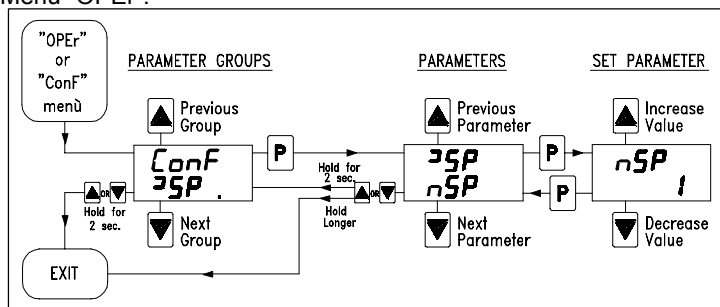 "OPEr"
or
"ConF"
menù
PARAMETER GROUPS
PARAMETERS
SET PARAMETER
Previous
Group
Previous
Parameter
Increase
Value
ConF
]SP .
P
Hold for
2 sec.
]SP
nSP
P
nSP
1
OR
Hold for
2 sec.
OR
Hold
Longer
P
Next
Group
Next
Parameter
Decrease
Value
EXIT